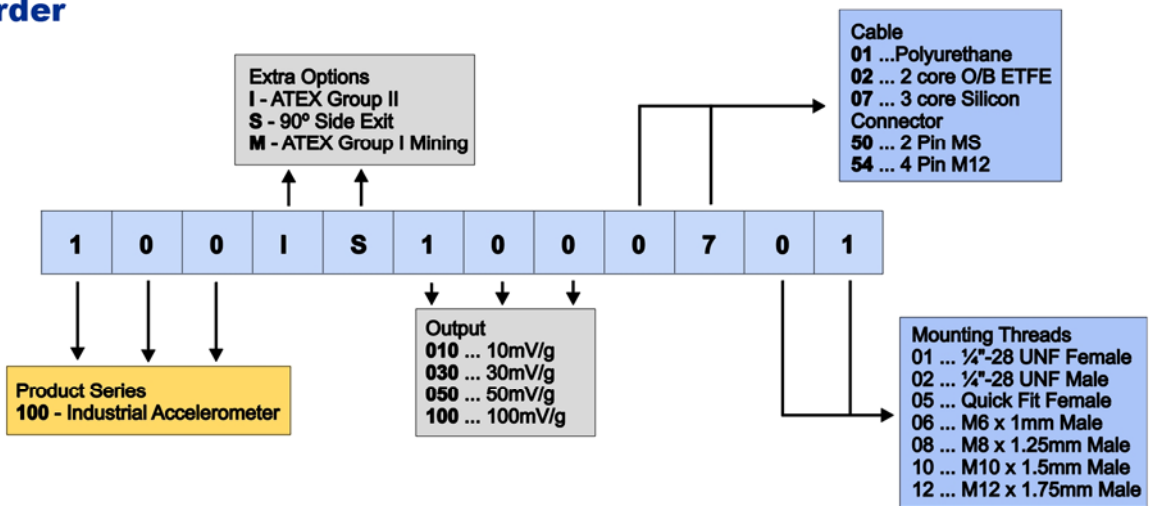 rder
Extra Options
I - ATEX Group II
S - 90º Side Exit
M - ATEX Group I Mining
Cable
01 ...Polyurethane
02 ... 2 core O/B ETFE
07 ... 3 core Silicon
Connector
50 ... 2 Pin MS
54 ... 4 Pin M12
1 0 0 I S 1 0 0 0 7 0 1
Product Series
100 - Industrial Accelerometer
Output
010 ... 10mV/g
030 ... 30mV/g
050 ... 50mV/g
100 ... 100mV/g
Mounting Threads
01 ... ¼"-28 UNF Female
02 ... ¼"-28 UNF Male
05 ... Quick Fit Female
06 ... M6 x 1mm Male
08 ... M8 x 1.25mm Male
10 ... M10 x 1.5mm Male
12 ... M12 x 1.75mm Male